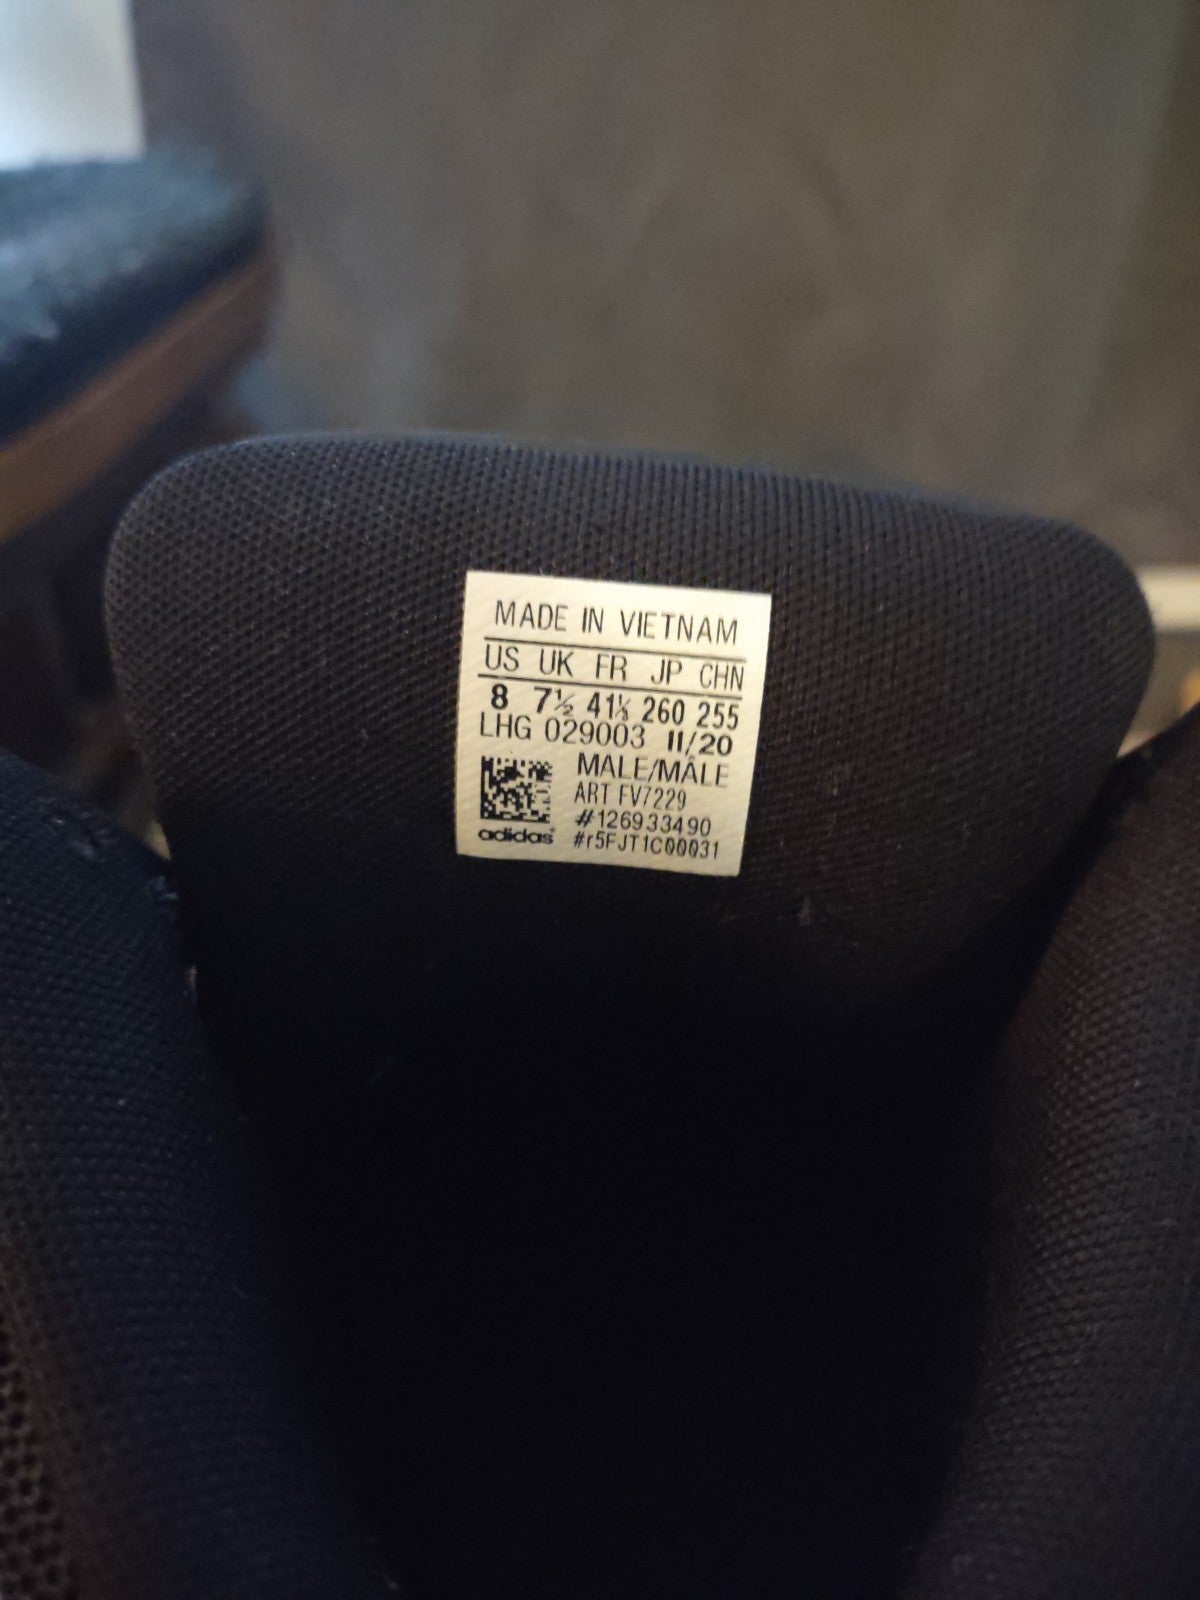 MADE IN VIETNAM
US UK FR JP CHN
8 7½ 41⅓ 260 255
LHG 029003 11/20
MALE/MÂLE
ART FV7229
#126933490
#r5FJT1C00031
adidas